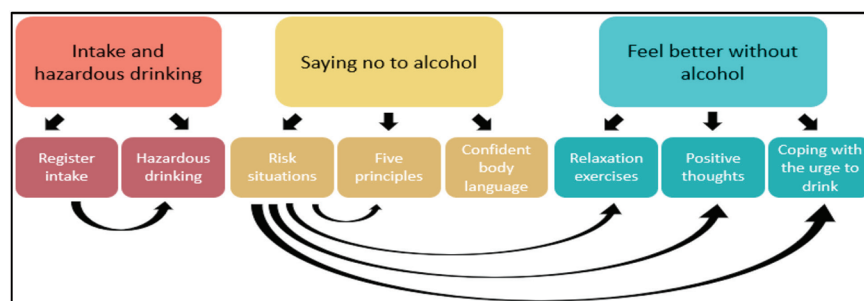 Intake and
hazardous drinking
Saying no to alcohol
Feel better without
alcohol
Register
intake
Hazardous
drinking
Risk
situations
Five
principles
Confident
body
language
Relaxation
exercises
Positive
thoughts
Coping with
the urge to
drink